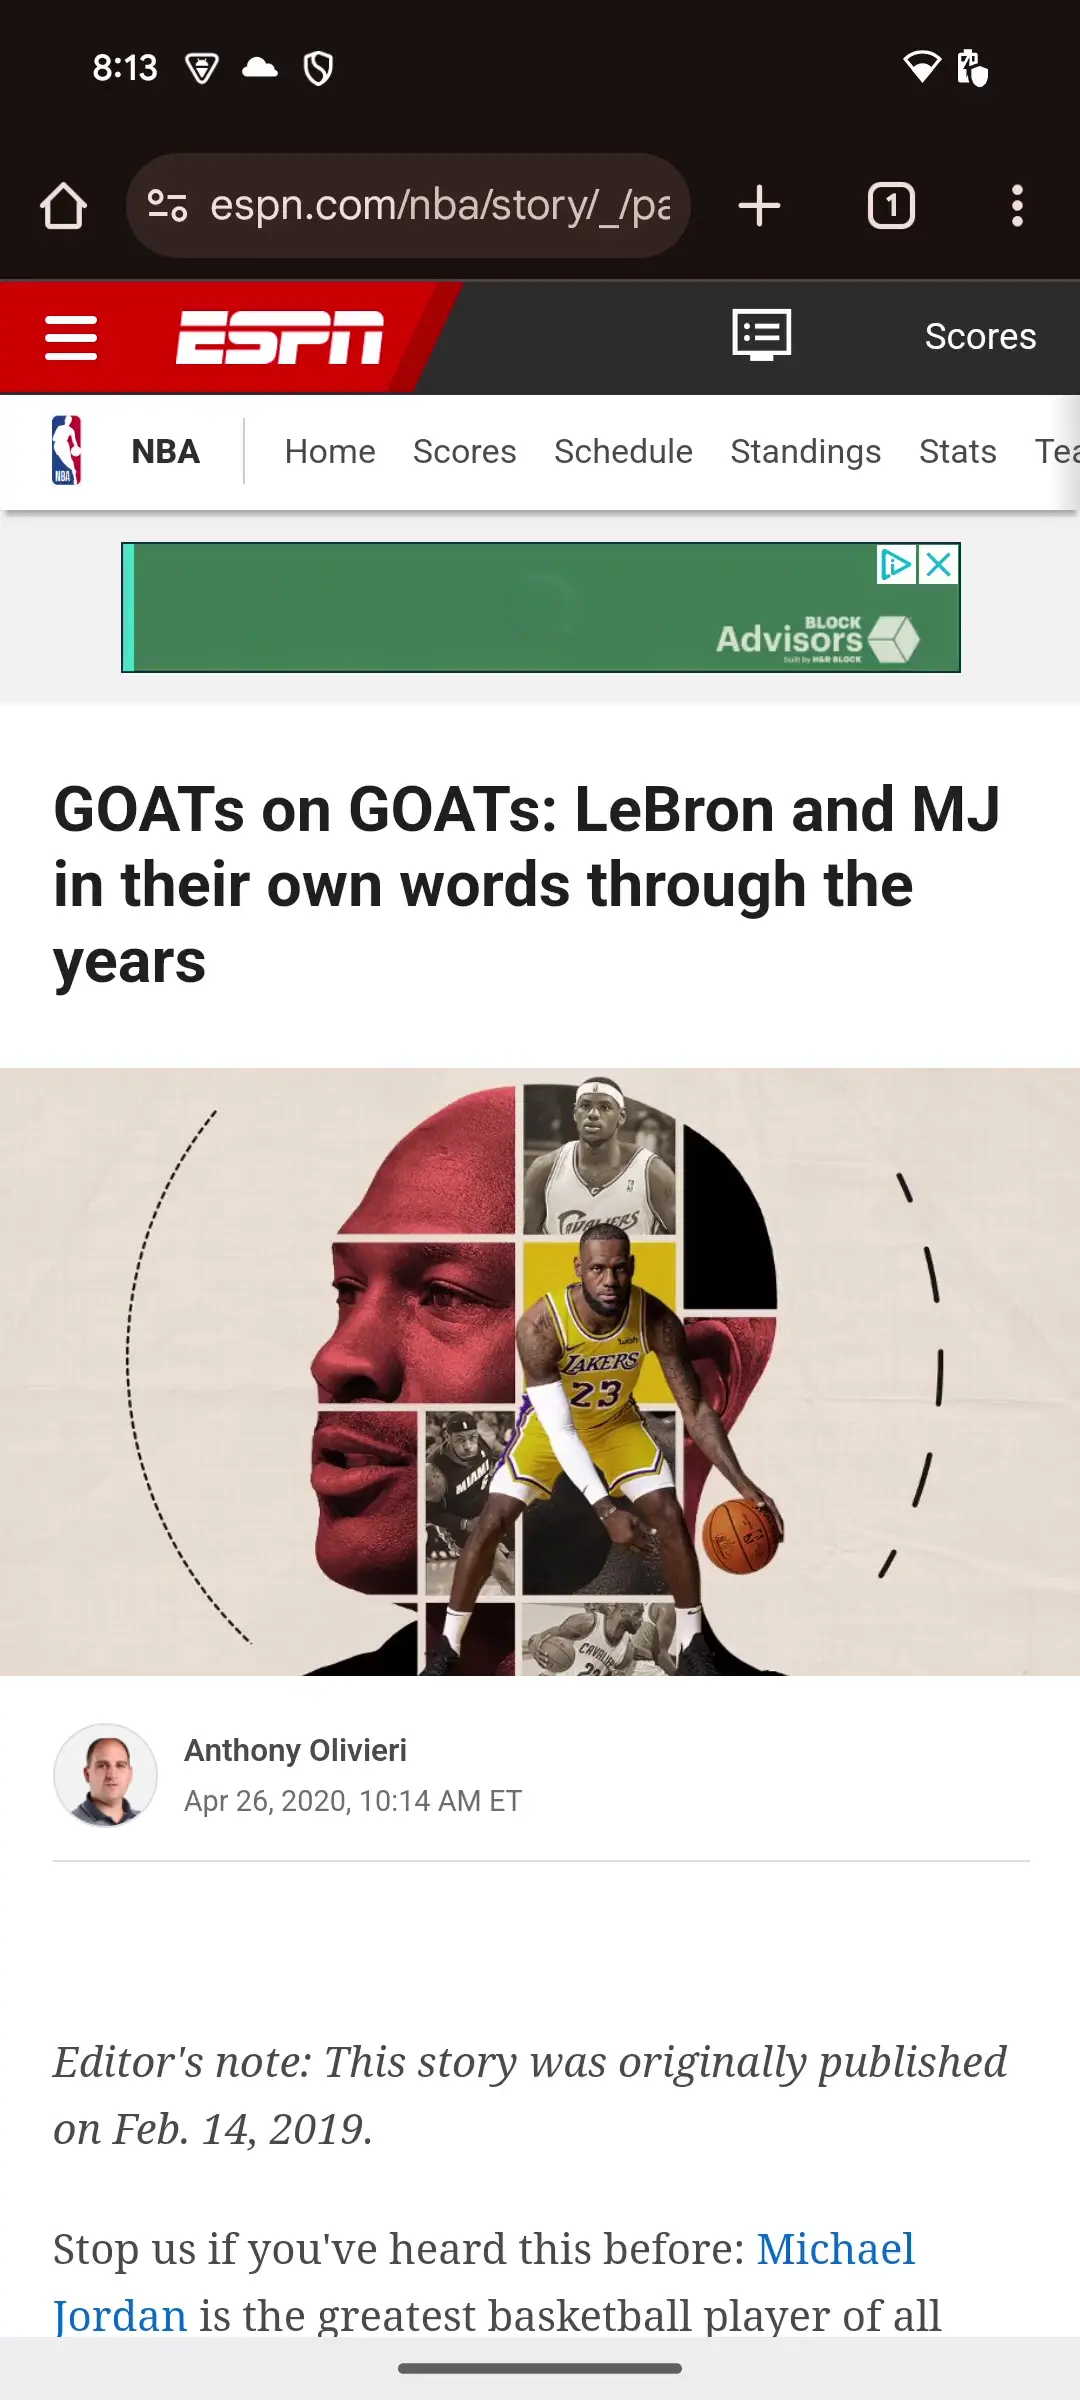 8:13
espn.com/nba/story/_/pa
1
ESPN
Scores
NBA
NBA
Home
Scores
Schedule
Standings
Stats
BLOCK
Advisors
built by H&R BLOCK
GOATs on GOATs: LeBron and MJ
in their own words through the
years
CAVALIERS
LAKERS
23
MIAMI
Anthony Olivieri
Apr 26, 2020, 10:14 AM ET
Editor's note: This story was originally published
on Feb. 14, 2019.
Stop us if you've heard this before: Michael
Jordan is the greatest basketball player of all